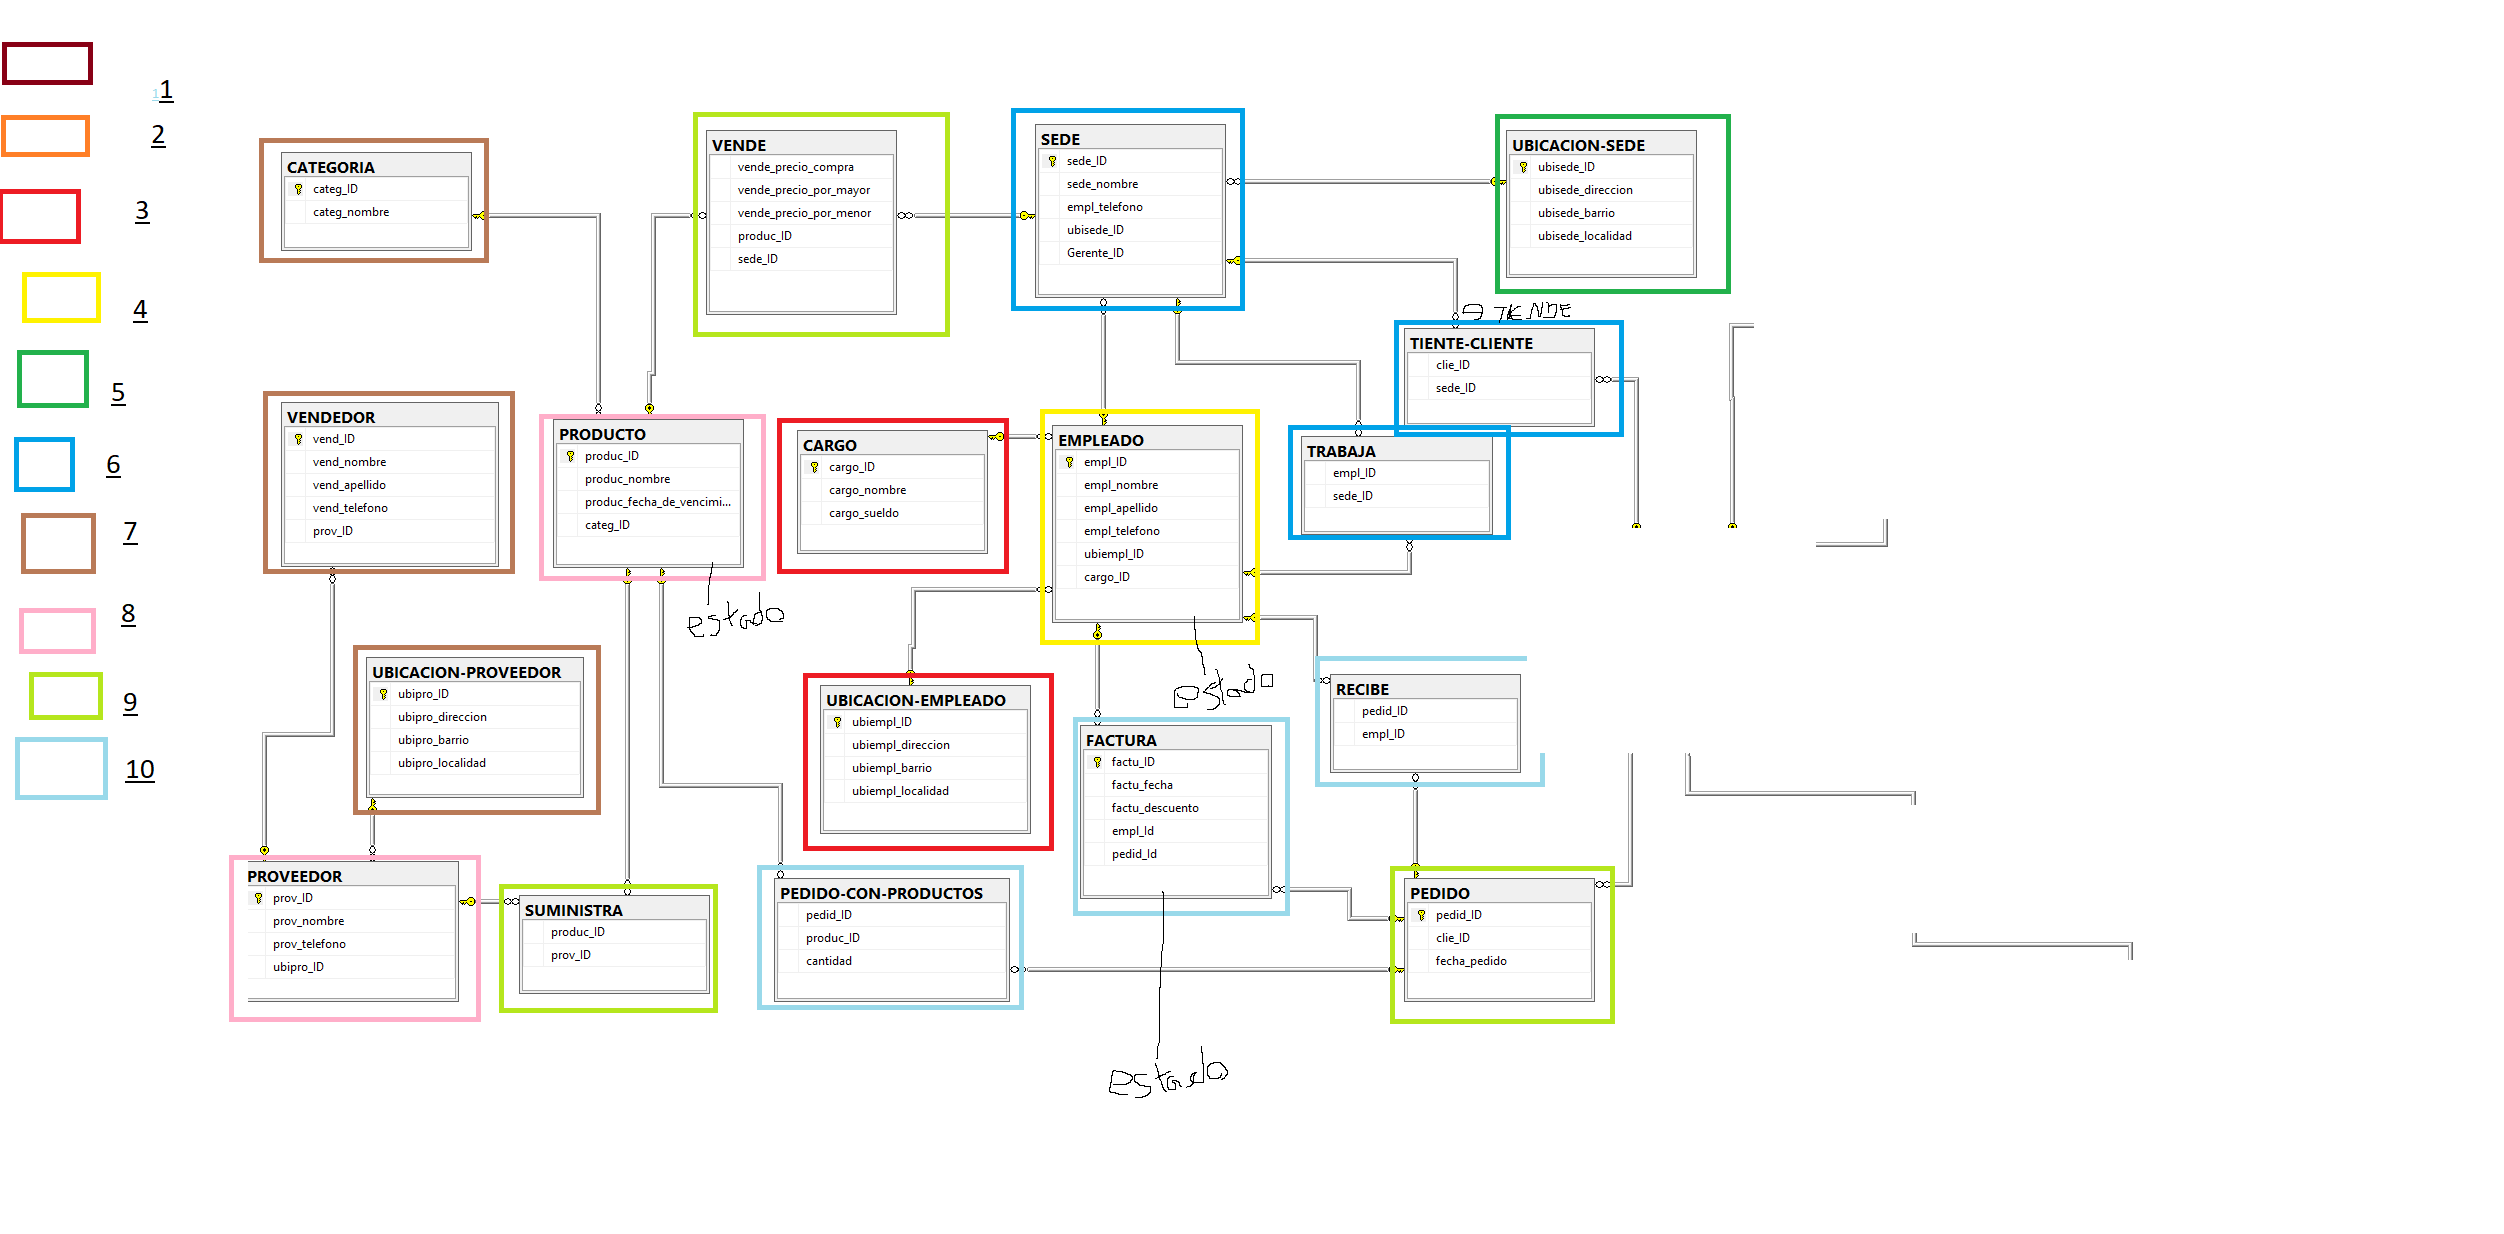 1
1
2
3
4
5
6
7
8
9
10
CATEGORIA
categ_ID
categ_nombre
VENDE
vende_precio_compra
vende_precio_por_mayor
vende_precio_por_menor
produc_ID
sede_ID
SEDE
sede_ID
sede_nombre
empl_telefono
ubisede_ID
Gerente_ID
UBICACION-SEDE
ubisede_ID
ubisede_direccion
ubisede_barrio
ubisede_localidad
TIENTE-CLIENTE
clie_ID
sede_ID
VENDEDOR
vend_ID
vend_nombre
vend_apellido
vend_telefono
prov_ID
PRODUCTO
produc_ID
produc_nombre
produc_fecha_de_vencimi...
categ_ID
estado
CARGO
cargo_ID
cargo_nombre
cargo_sueldo
EMPLEADO
empl_ID
empl_nombre
empl_apellido
empl_telefono
ubiempl_ID
cargo_ID
estado
TRABAJA
empl_ID
sede_ID
UBICACION-PROVEEDOR
ubipro_ID
ubipro_direccion
ubipro_barrio
ubipro_localidad
UBICACION-EMPLEADO
ubiempl_ID
ubiempl_direccion
ubiempl_barrio
ubiempl_localidad
RECIBE
pedid_ID
empl_ID
FACTURA
factu_ID
factu_fecha
factu_descuento
empl_Id
pedid_Id
estado
PROVEEDOR
prov_ID
prov_nombre
prov_telefono
ubipro_ID
SUMINISTRA
produc_ID
prov_ID
PEDIDO-CON-PRODUCTOS
pedid_ID
produc_ID
cantidad
PEDIDO
pedid_ID
clie_ID
fecha_pedido